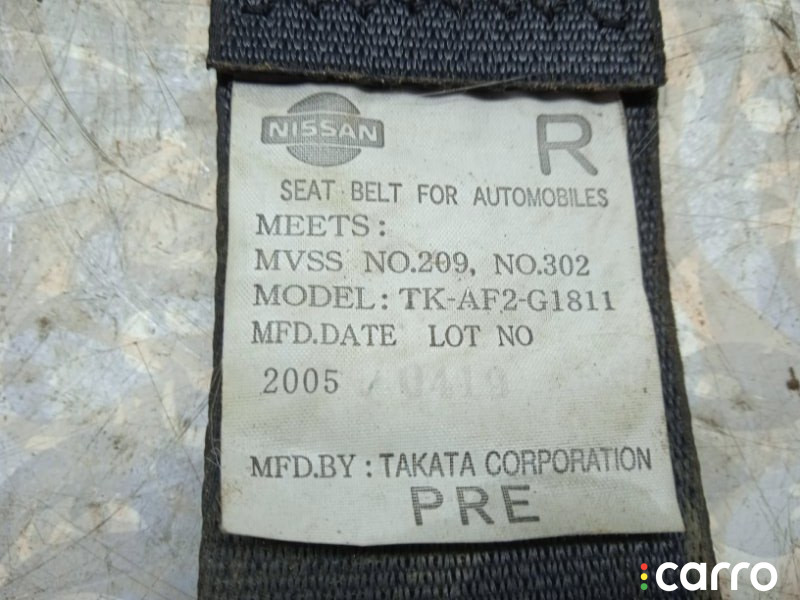 NISSAN
R
SEAT BELT FOR AUTOMOBILES
MEETS:
MVSS NO.209, NO.302
MODEL: TK-AF2-G1811
MFD.DATE LOT NO
2005
MFD.BY : TAKATA CORPORATION
PRE
carro